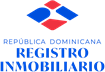 REPÚBLICA DOMINICANA
REGISTRO
INMOBILIARIO